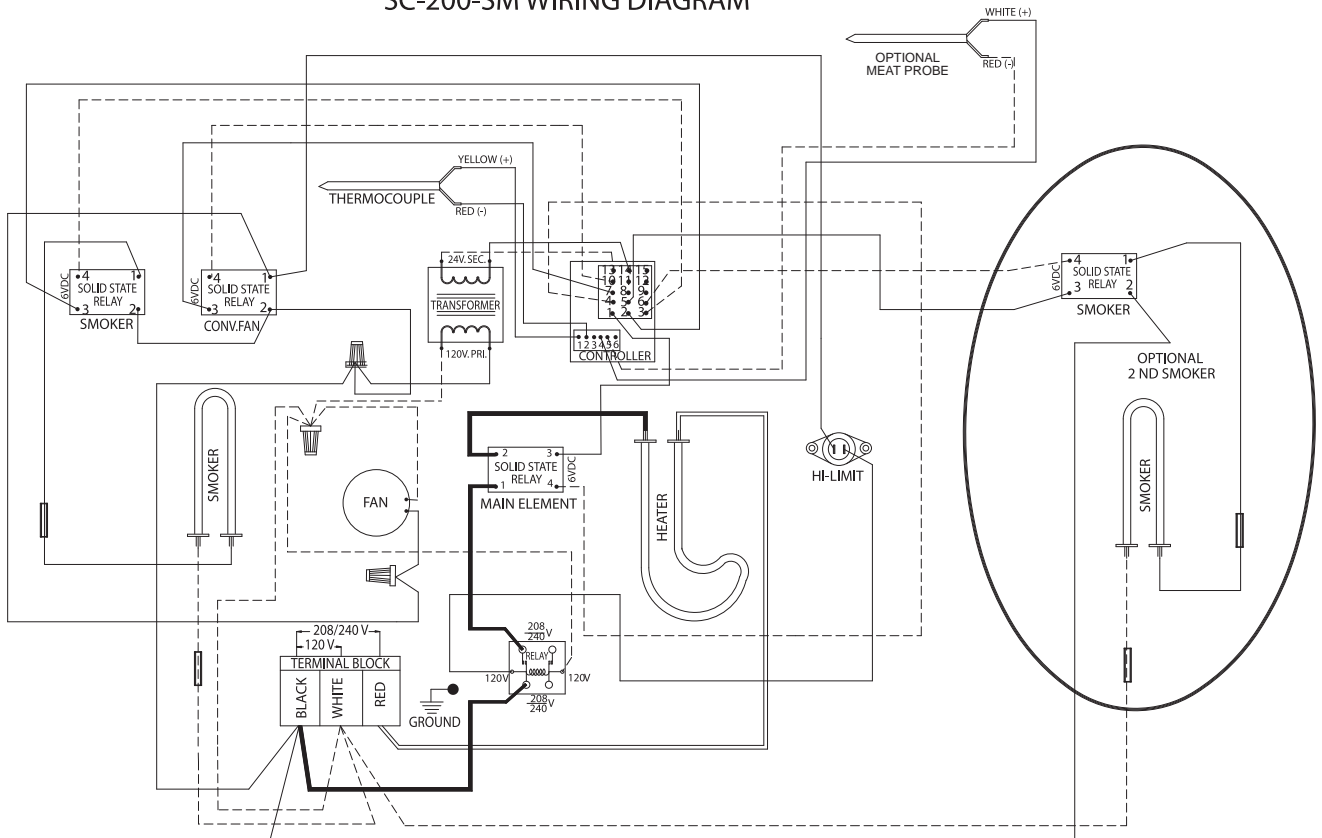 SC-200-SM WIRING DIAGRAM
WHITE (+)
OPTIONAL
MEAT PROBE
RED (-)
YELLOW (+)
THERMOCOUPLE
RED (-)
4 1
6VDC
SOLID STATE
RELAY
3 2
SMOKER
4 1
6VDC
SOLID STATE
RELAY
3 2
CONV.FAN
24V. SEC.
TRANSFORMER
120V. PRI.
13 14 15
10 11 12
7 8 9
4 5 6
1 2 3
1 2 3 4 5 6
CONTROLLER
4 1
6VDC
SOLID STATE
RELAY
3 2
SMOKER
OPTIONAL
2 ND SMOKER
SMOKER
SMOKER
FAN
2 3
SOLID STATE
RELAY
6VDC
1 4
MAIN ELEMENT
HEATER
HI-LIMIT
208/240 V
120 V
TERMINAL BLOCK
BLACK
WHITE
RED
GROUND
208
240 V
RELAY
120V 120V
208
240 V